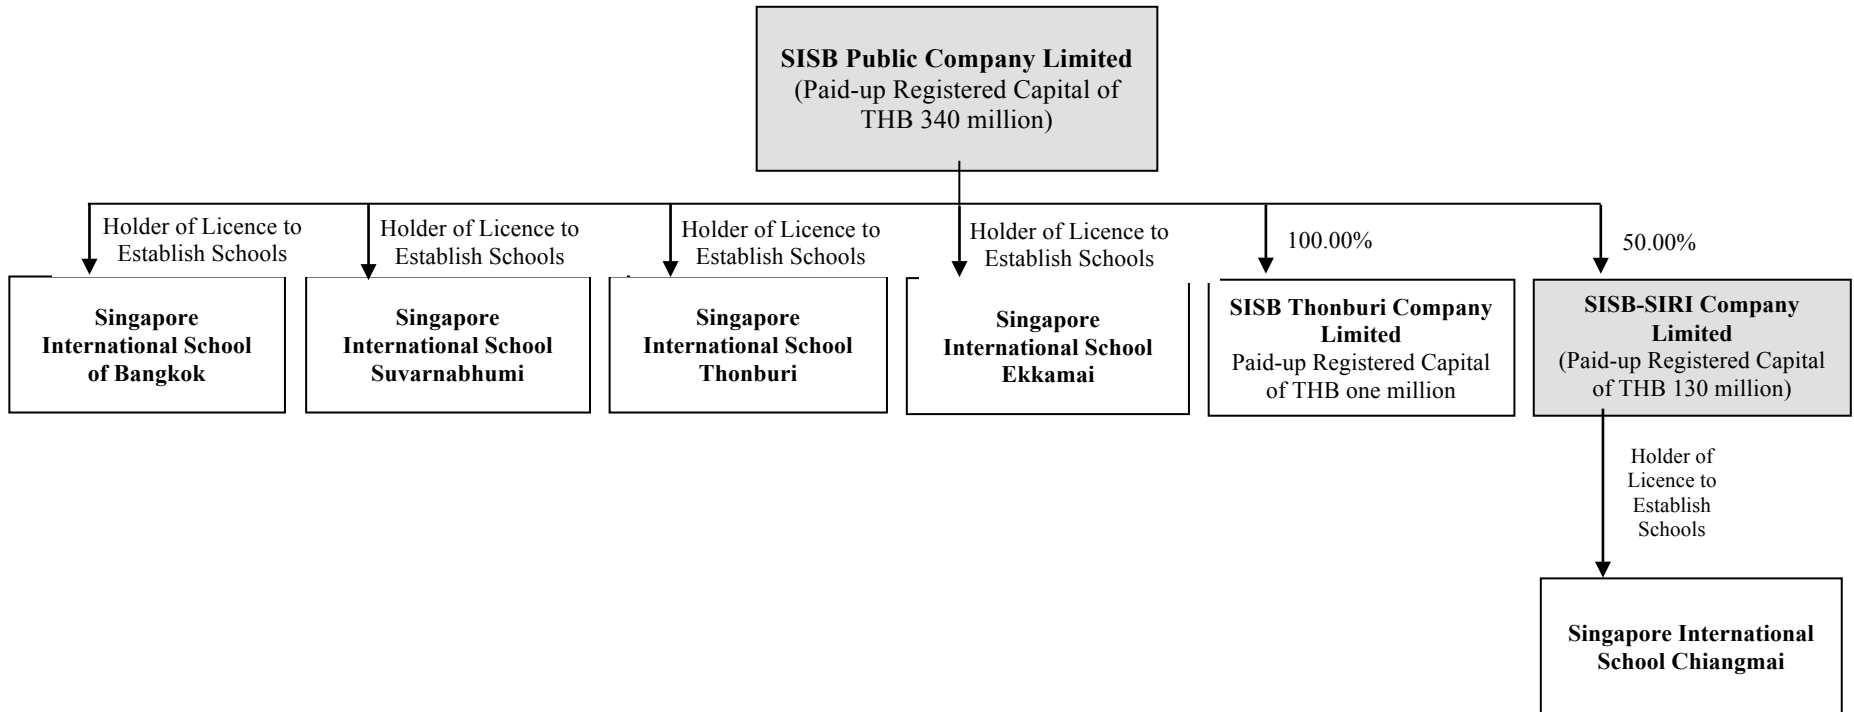 SISB Public Company Limited
(Paid-up Registered Capital of
THB 340 million)
Holder of Licence to
Establish Schools
Holder of Licence to
Establish Schools
Holder of Licence to
Establish Schools
Holder of Licence to
Establish Schools
100.00%
50.00%
Singapore
International School
of Bangkok
Singapore
International School
Suvarnabhumi
Singapore
International School
Thonburi
Singapore
International School
Ekkamai
SISB Thonburi Company
Limited
Paid-up Registered Capital
of THB one million
SISB-SIRI Company
Limited
(Paid-up Registered Capital
of THB 130 million)
Holder of
Licence to
Establish
Schools
Singapore International
School Chiangmai